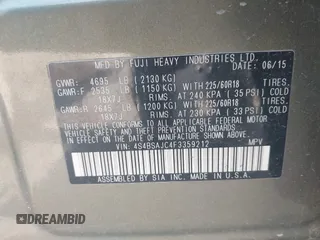 MFD BY FUJI HEAVY INDUSTRIES LTD. 06/15
GVWR: 4695 LB (2130 KG)
GAWR:F 2535 LB (1150 KG) WITH 225/60R18 TIRES.
18X7J RIMS, AT 240 KPA (35 PSI) COLD
GAWR:R 2645 LB (1200 KG) WITH 225/60R18 TIRES.
18X7J RIMS, AT 230 KPA (33 PSI) COLD
THIS VEHICLE CONFORMS TO ALL APPLICABLE
FEDERAL MOTOR VEHICLE SAFETY STANDARDS IN
EFFECT ON THE DATE OF MANUFACTURE SHOWN ABOVE.
VIN: 4S4BSAJC4F3359212 MPV
ASSEMBLED BY SIA INC. MADE IN U.S.A.
DREAMBID